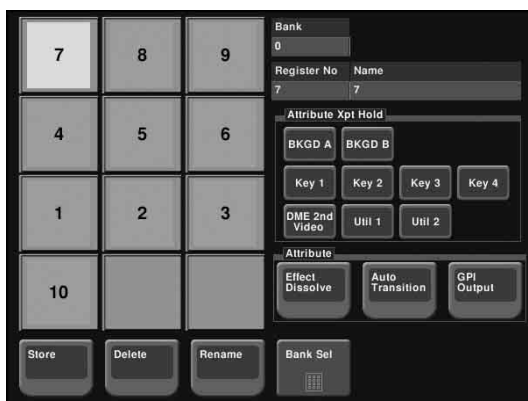 7 8 9
4 5 6
1 2 3
10
Bank
0
Register No Name
7 7
Attribute Xpt Hold
BKGD A BKGD B
Key 1 Key 2 Key 3 Key 4
DME 2nd Video Util 1 Util 2
Attribute
Effect Dissolve Auto Transition GPI Output
Store Delete Rename Bank Sel